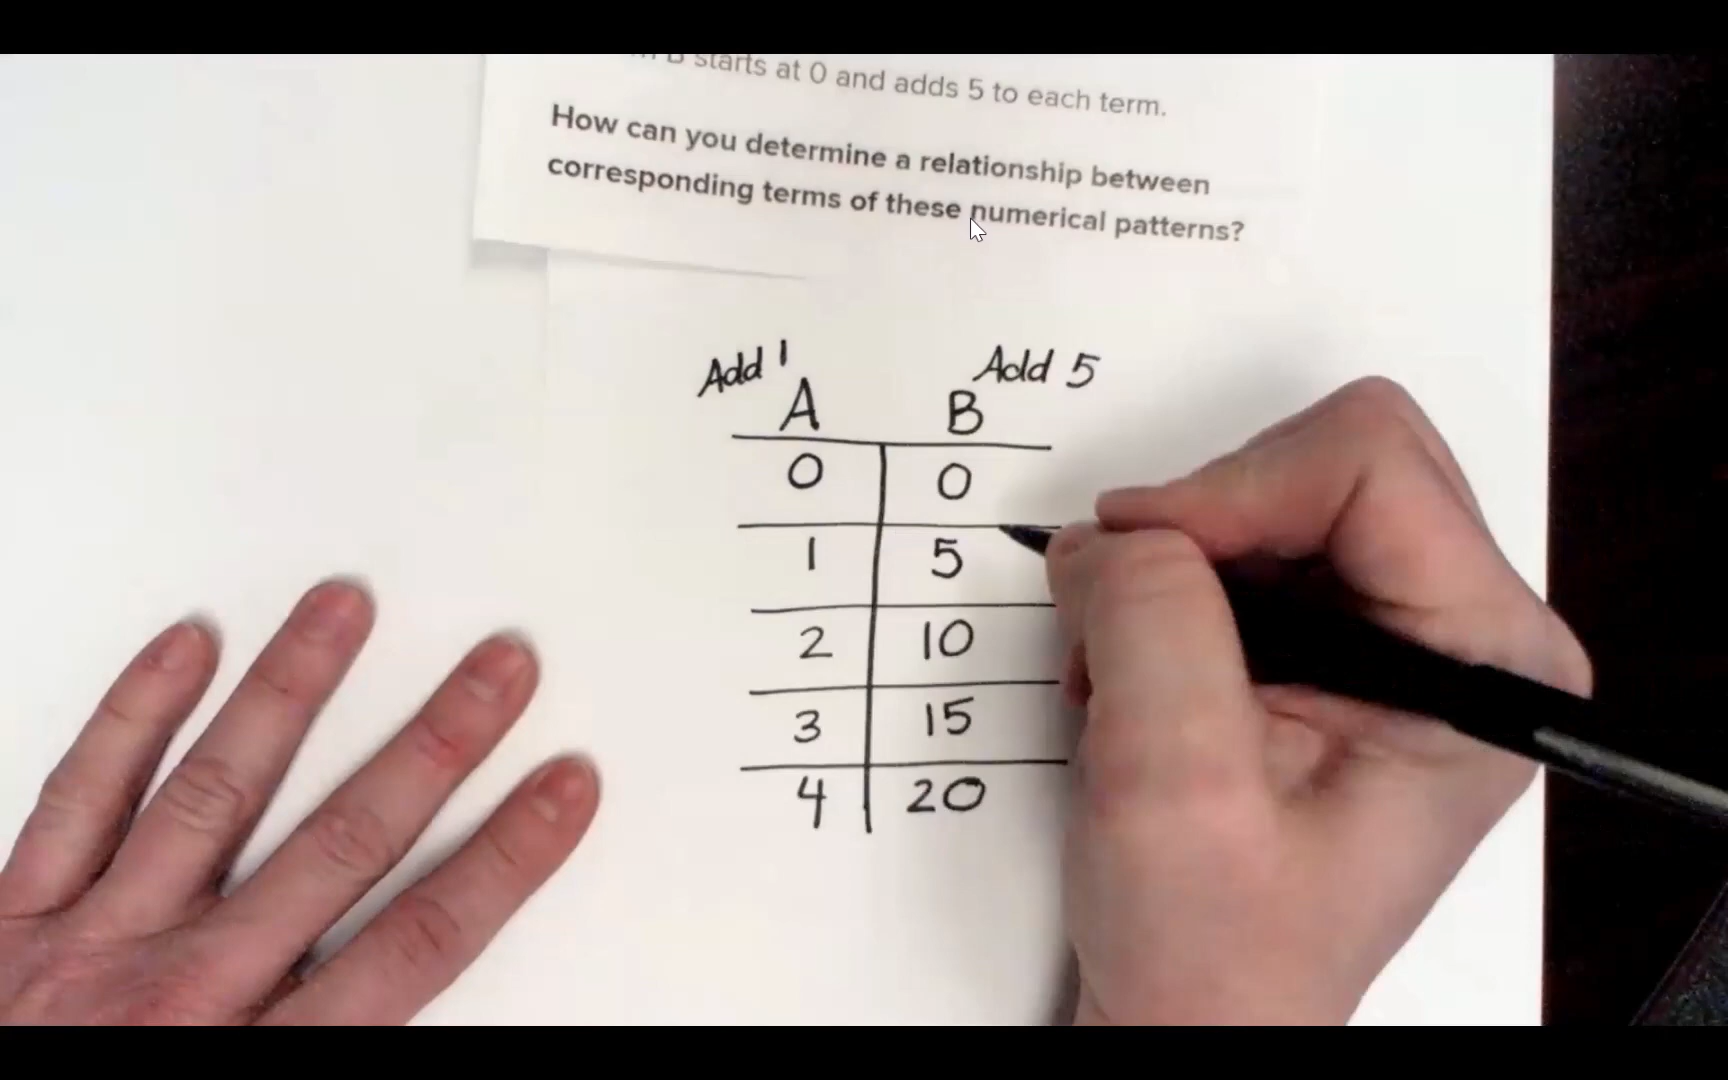 B starts at 0 and adds 5 to each term.
How can you determine a relationship between
corresponding terms of these numerical patterns?
Add 1 Add 5
A B
0 0
1 5
2 10
3 15
4 20